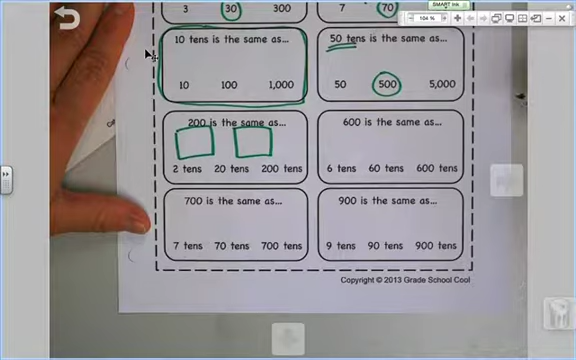 SMART Ink
104 %
3 30 300
7 70
10 tens is the same as...
10 100 1,000
50 tens is the same as...
50 500 5,000
200 is the same as...
2 tens 20 tens 200 tens
600 is the same as...
6 tens 60 tens 600 tens
700 is the same as...
7 tens 70 tens 700 tens
900 is the same as...
9 tens 90 tens 900 tens
Copyright © 2013 Grade School Cool